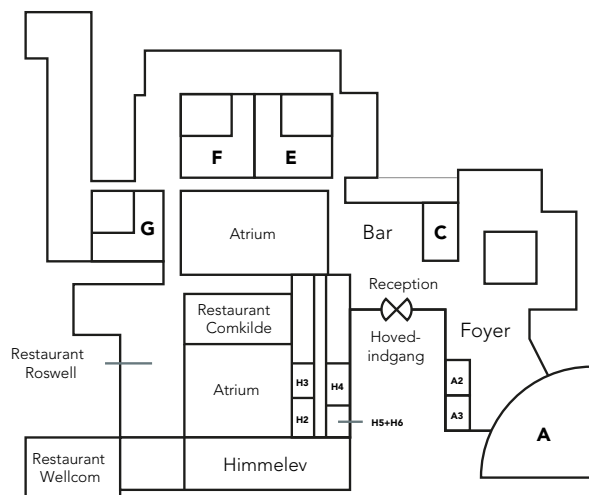 F
E
G
Atrium
Bar
C
Reception
Restaurant
Comkilde
Hoved-
indgang
Foyer
Restaurant
Roswell
Atrium
H3
H4
A2
H2
H5+H6
A3
A
Restaurant
Wellcom
Himmelev